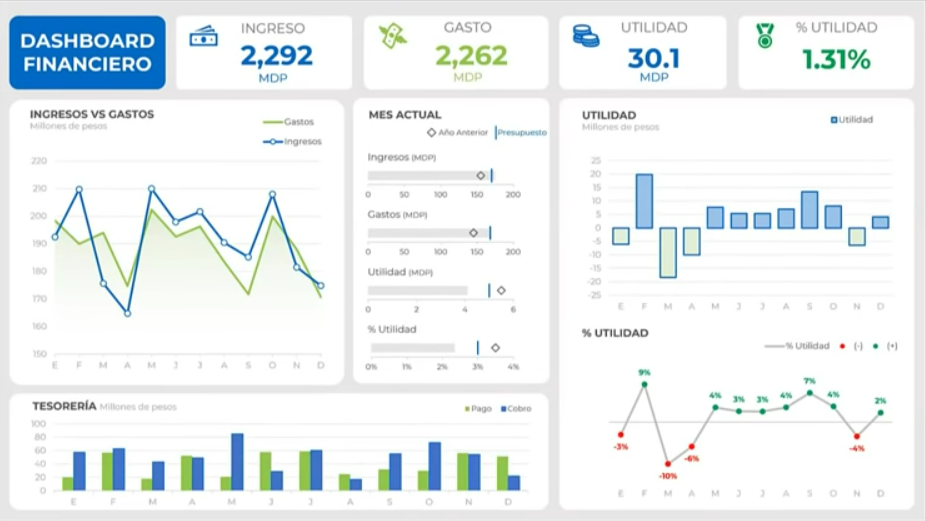 DASHBOARD
FINANCIERO
INGRESO
2,292
MDP
GASTO
2,262
MDP
UTILIDAD
30.1
MDP
% UTILIDAD
1.31%
INGRESOS VS GASTOS
Millones de pesos
Gastos
Ingresos
220
210
200
190
180
170
160
150
E F M A M J J A S O N D
MES ACTUAL
Año Anterior Presupuesto
Ingresos (MDP)
0 50 100 150 200
Gastos (MDP)
0 50 100 150 200
Utilidad (MDP)
0 2 4 6
% Utilidad
0% 1% 2% 3% 4%
UTILIDAD
Millones de pesos
Utilidad
25
20
15
10
5
0
-5
-10
-15
-20
-25
E F M A M J J A S O N D
% UTILIDAD
% Utilidad (-) (+)
-3% 9% -10% -6% 4% 3% 3% 4% 7% 4% -4% 2%
E F M A M J J A S O N D
TESORERÍA Millones de pesos
Pago Cobro
100
80
60
40
20
0
E F M A M J J A S O N D